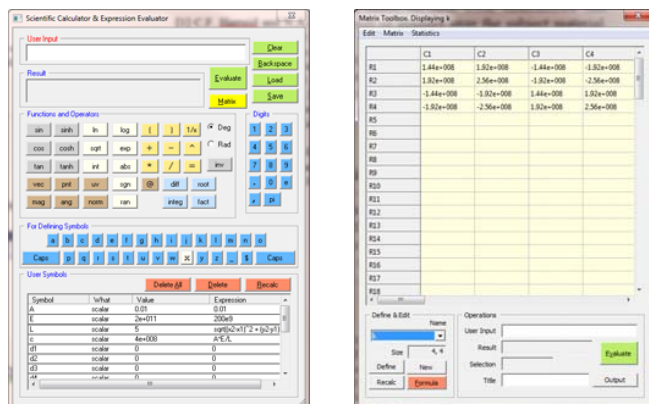 Scientific Calculator & Expression Evaluator
User Input
Clear
Backspace
Result
Evaluate
Load
Matrix
Save
Functions and Operators
Digits
sin sinh ln log ( ) 1/x Deg 1 2 3
cos cosh sqrt exp + - ^ Rad 4 5 6
tan tanh int abs * / = inv 7 8 9
vec pnt uv sgn @ diff root . 0 e
mag ang norm ran integ fact , pi
For Defining Symbols
a b c d e f g h i j k l m n o
Caps p q r s t u v w x y z _ $ Caps
User Symbols
Delete All Delete Recalc
Symbol What Value Expression
A scalar 0.01 0.01
E scalar 2e+011 200e9
L scalar 5 sqrt((x2-x1)^2 + (y2-y1)
c scalar 4e+008 A*E/L
d1 scalar 0 0
d2 scalar 0 0
d3 scalar 0 0
d4 scalar 0 0
Matrix Toolbox. Displaying k
Edit Matrix Statistics
C1 C2 C3 C4
R1 1.44e+008 1.92e+008 -1.44e+008 -1.92e+008
R2 1.92e+008 2.56e+008 -1.92e+008 -2.56e+008
R3 -1.44e+008 -1.92e+008 1.44e+008 1.92e+008
R4 -1.92e+008 -2.56e+008 1.92e+008 2.56e+008
R5
R6
R7
R8
R9
R10
R11
R12
R13
R14
R15
R16
R17
R18
Define & Edit
Name
k
Size 4, 4
Define New
Recalc Formula
Operations
User Input
Result
Evaluate
Selection
Title
Output